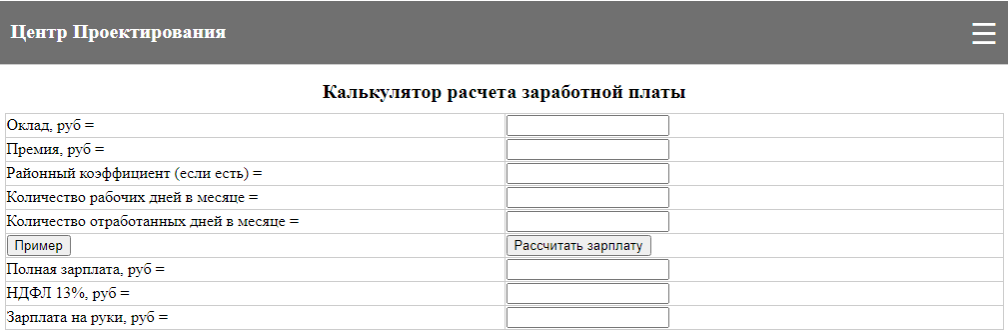 Центр Проектирования
Калькулятор расчета заработной платы
Оклад, руб =
Премия, руб =
Районный коэффициент (если есть) =
Количество рабочих дней в месяце =
Количество отработанных дней в месяце =
Пример Рассчитать зарплату
Полная зарплата, руб =
НДФЛ 13%, руб =
Зарплата на руки, руб =